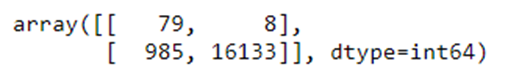 array([[   79,     8],
       [  985, 16133]], dtype=int64)